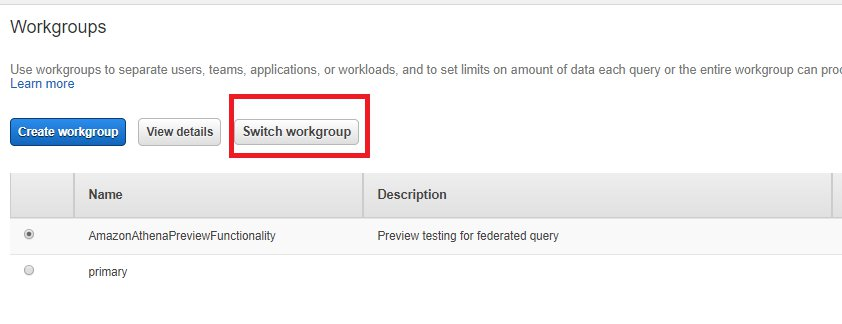 Workgroups
Use workgroups to separate users, teams, applications, or workloads, and to set limits on amount of data each query or the entire workgroup can
Learn more
Create workgroup View details Switch workgroup
Name Description
AmazonAthenaPreviewFunctionality Preview testing for federated query
primary